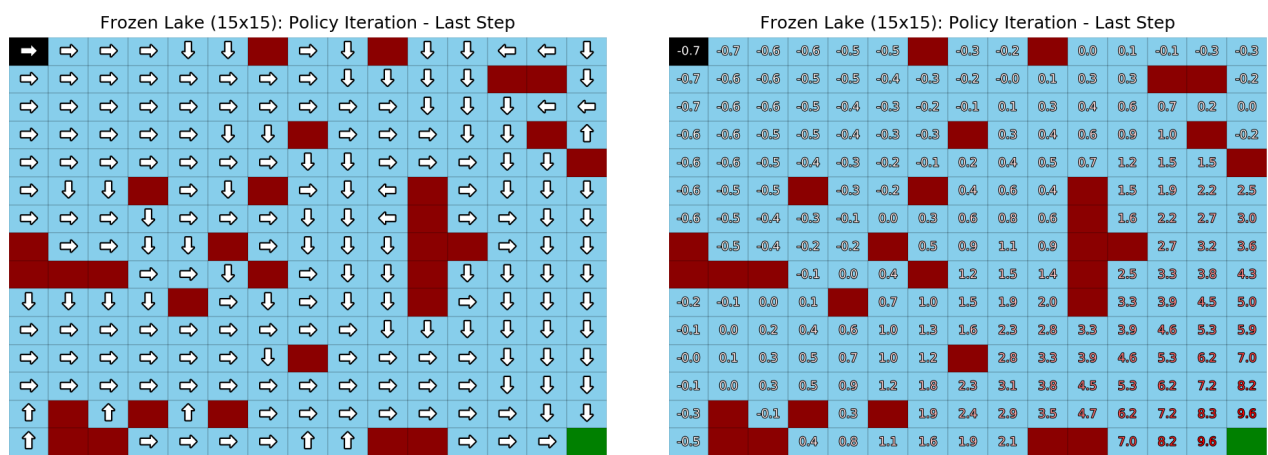 Frozen Lake (15x15): Policy Iteration - Last Step
Frozen Lake (15x15): Policy Iteration - Last Step
-0.7 -0.7 -0.6 -0.6 -0.5 -0.5 -0.3 -0.2 0.0 0.1 -0.1 -0.3 -0.3
-0.7 -0.6 -0.6 -0.5 -0.5 -0.4 -0.3 -0.2 -0.0 0.1 0.3 0.3 -0.2
-0.7 -0.6 -0.6 -0.5 -0.4 -0.3 -0.2 -0.1 0.1 0.3 0.4 0.6 0.7 0.2 0.0
-0.6 -0.6 -0.5 -0.5 -0.4 -0.3 -0.3 0.3 0.4 0.6 0.9 1.0 -0.2
-0.6 -0.6 -0.5 -0.4 -0.3 -0.2 -0.1 0.2 0.4 0.5 0.7 1.2 1.5 1.5
-0.6 -0.5 -0.5 -0.3 -0.2 0.4 0.6 0.4 1.5 1.9 2.2 2.5
-0.6 -0.5 -0.4 -0.3 -0.1 0.0 0.3 0.6 0.8 0.6 1.6 2.2 2.7 3.0
-0.5 -0.4 -0.2 -0.2 0.5 0.9 1.1 0.9 2.7 3.2 3.6
-0.1 0.0 0.4 1.2 1.5 1.4 2.5 3.3 3.8 4.3
-0.2 -0.1 0.0 0.1 0.7 1.0 1.5 1.9 2.0 3.3 3.9 4.5 5.0
-0.1 0.0 0.2 0.4 0.6 1.0 1.3 1.6 2.3 2.8 3.3 3.9 4.6 5.3 5.9
-0.0 0.1 0.3 0.5 0.7 1.0 1.2 2.8 3.3 3.9 4.6 5.3 6.2 7.0
-0.1 0.0 0.3 0.5 0.9 1.2 1.8 2.3 3.1 3.8 4.5 5.3 6.2 7.2 8.2
-0.3 -0.1 0.3 1.9 2.4 2.9 3.5 4.7 6.2 7.2 8.3 9.6
-0.5 0.4 0.8 1.1 1.6 1.9 2.1 7.0 8.2 9.6